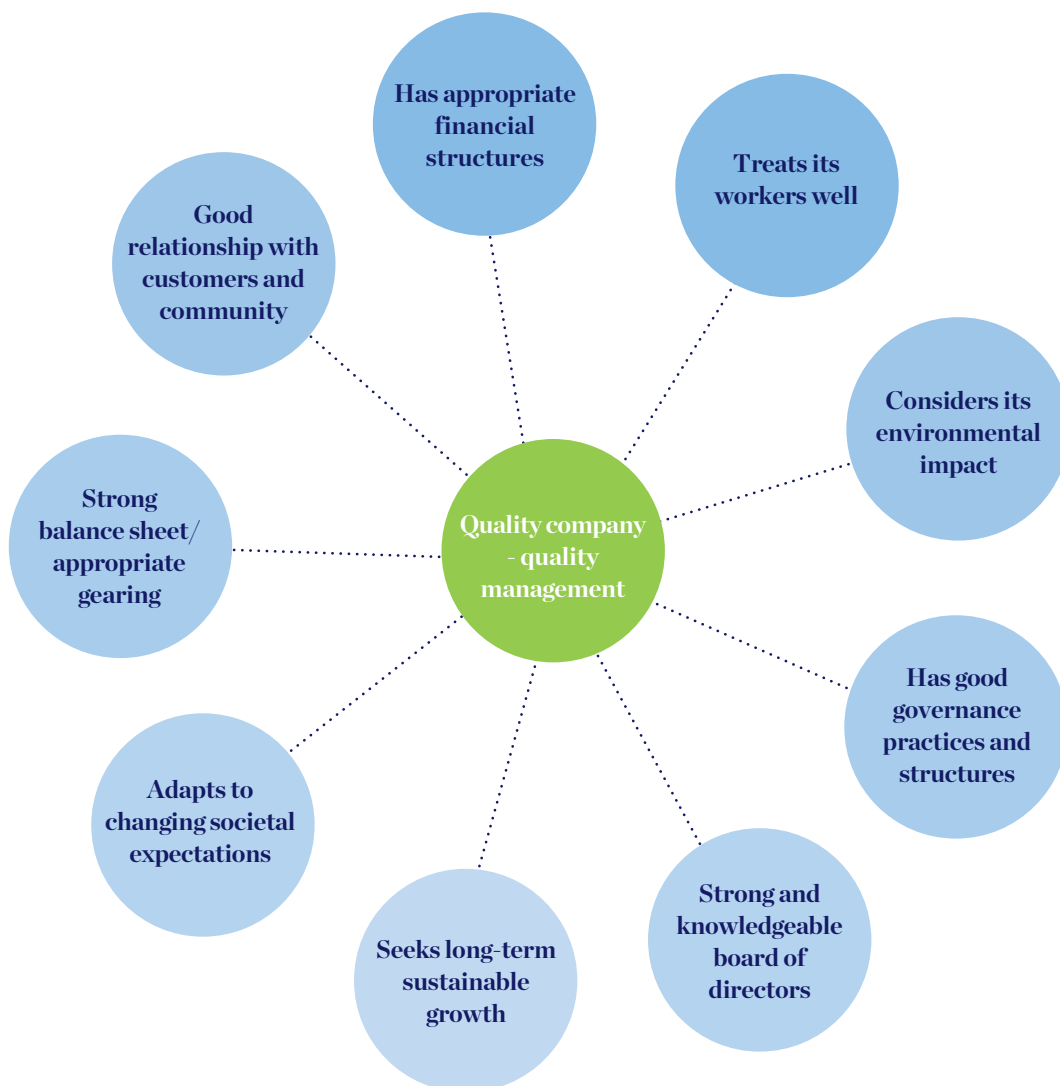 Has appropriate
financial
structures
Treats its
workers well
Good
relationship with
customers and
community
Considers its
environmental
impact
Strong
balance sheet/
appropriate
gearing
Quality company
- quality
management
Has good
governance
practices and
structures
Adapts to
changing societal
expectations
Strong and
knowledgeable
board of
directors
Seeks long-term
sustainable
growth